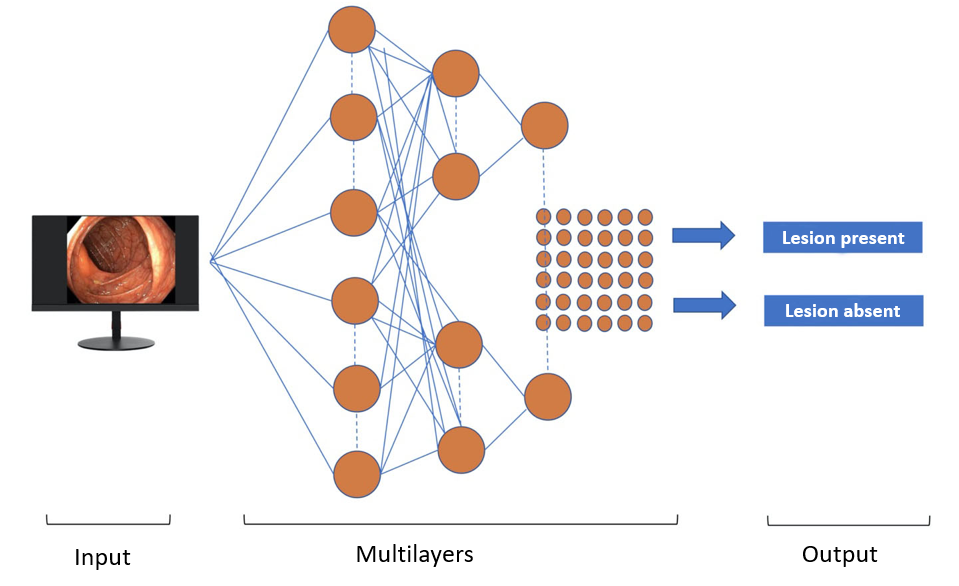 Lesion present
Lesion absent
Input
Multilayers
Output